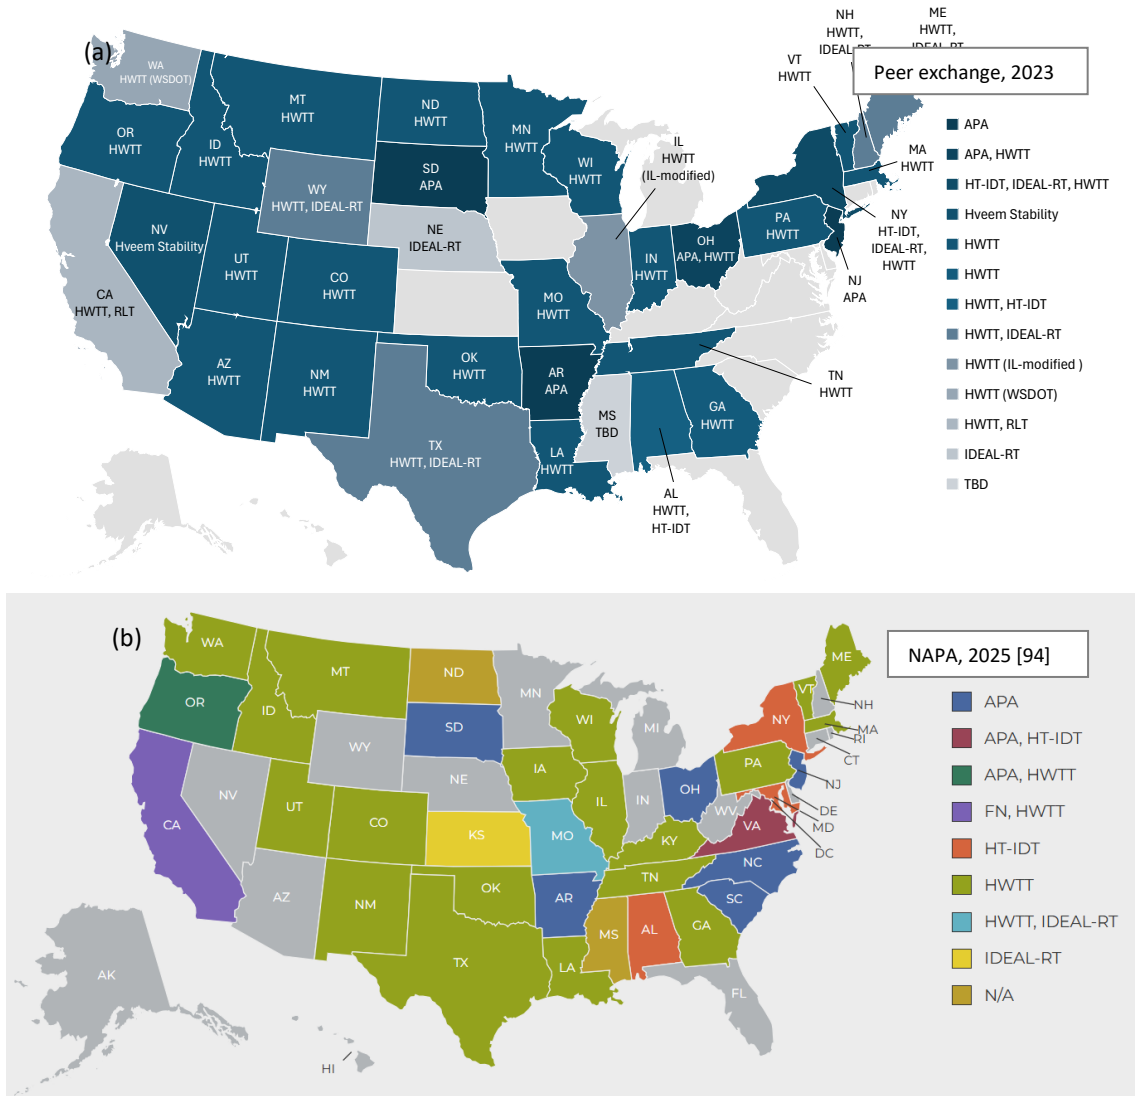 (a)
Peer exchange, 2023
WA
HWTT (WSDOT)
OR
HWTT
ID
HWTT
MT
HWTT
ND
HWTT
MN
HWTT
WI
HWTT
SD
APA
WY
HWTT, IDEAL-RT
NE
IDEAL-RT
NV
Hveem Stability
UT
HWTT
CO
HWTT
CA
HWTT, RLT
AZ
HWTT
NM
HWTT
OK
HWTT
TX
HWTT, IDEAL-RT
MO
HWTT
AR
APA
LA
HWTT
MS
TBD
AL
HWTT,
HT-IDT
GA
HWTT
TN
HWTT
IL
HWTT
(IL-modified)
IN
HWTT
OH
APA, HWTT
PA
HWTT
NJ
APA
NY
HT-IDT,
IDEAL-RT,
HWTT
MA
HWTT
VT
HWTT
NH
HWTT,
IDEAL-RT
ME
HWTT,
IDEAL-RT
APA
APA, HWTT
HT-IDT, IDEAL-RT, HWTT
Hveem Stability
HWTT
HWTT
HWTT, HT-IDT
HWTT, IDEAL-RT
HWTT (IL-modified )
HWTT (WSDOT)
HWTT, RLT
IDEAL-RT
TBD
(b)
NAPA, 2025 [94]
WA
OR
ID
MT
ND
MN
WI
MI
SD
WY
NE
IA
IL
IN
OH
PA
NY
VT
ME
NH
MA
RI
CT
NJ
DE
MD
DC
WV
VA
KY
NC
SC
TN
GA
AL
MS
FL
LA
AR
MO
KS
OK
TX
NM
CO
UT
NV
CA
AZ
AK
HI
APA
APA, HT-IDT
APA, HWTT
FN, HWTT
HT-IDT
HWTT
HWTT, IDEAL-RT
IDEAL-RT
N/A